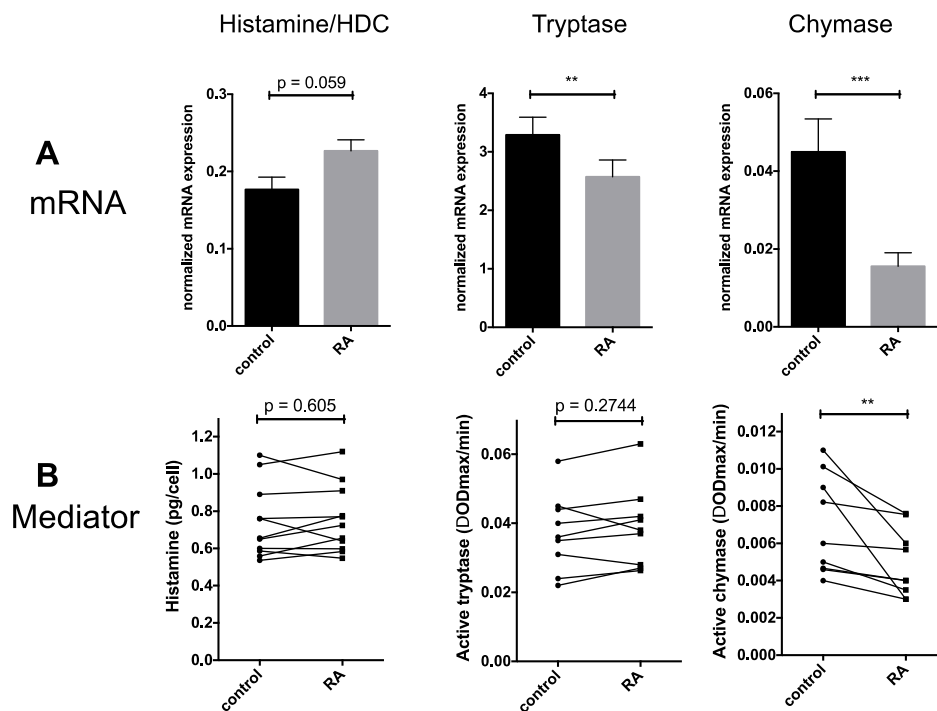 Histamine/HDC
Tryptase
Chymase
A
mRNA
normalized mRNA expression
0.3
0.2
0.1
0.0
p = 0.059
control
RA
normalized mRNA expression
4
3
2
1
0
**
control
RA
normalized mRNA expression
0.06
0.04
0.02
0.00
***
control
RA
B
Mediator
Histamine (pg/cell)
1.2
1.0
0.8
0.6
0.4
0.2
0.0
p = 0.605
control
RA
Active tryptase (DODmax/min)
0.06
0.04
0.02
0.00
p = 0.2744
control
RA
Active chymase (DODmax/min)
0.012
0.010
0.008
0.006
0.004
0.002
0.000
**
control
RA